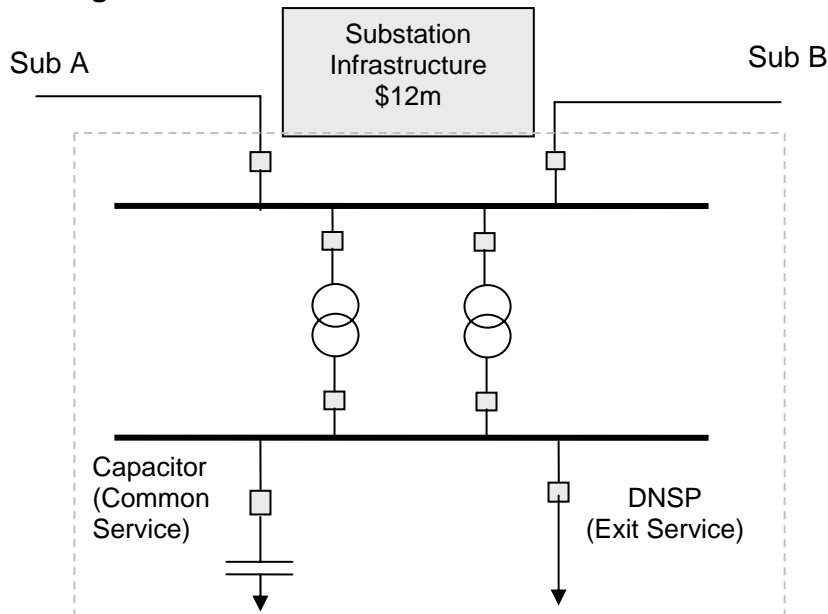 Substation
Infrastructure
$12m
Sub A
Sub B
Capacitor
(Common
Service)
DNSP
(Exit Service)